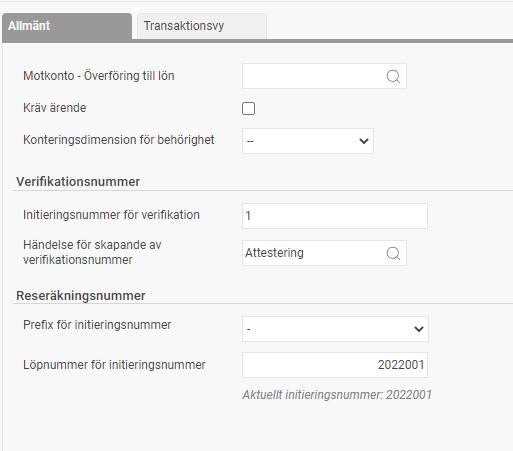 Allmänt
Transaktionsvy
Motkonto - Överföring till lön
Kräv ärende
Konteringsdimension för behörighet
--
Verifikationsnummer
Initieringsnummer för verifikation
1
Händelse för skapande av
verifikationsnummer
Attestering
Reseräkningsnummer
Prefix för initieringsnummer
-
Löpnummer för initieringsnummer
2022001
Aktuellt initieringsnummer: 2022001